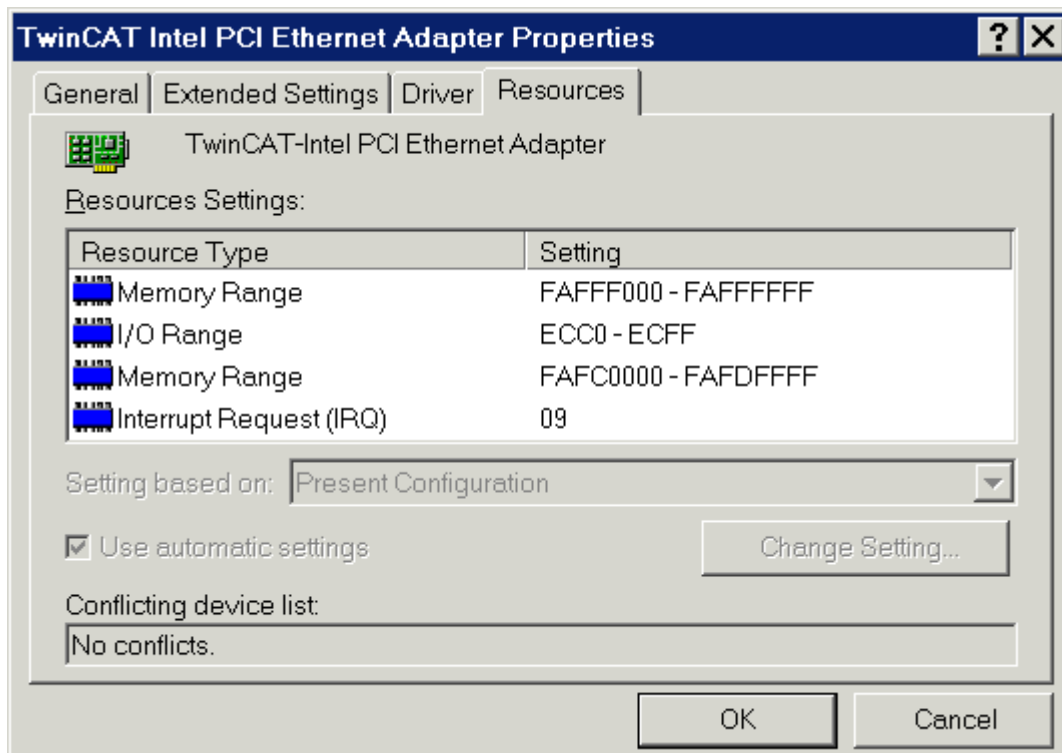 TwinCAT Intel PCI Ethernet Adapter Properties
General Extended Settings Driver Resources
TwinCAT-Intel PCI Ethernet Adapter
Resources Settings:
Resource Type Setting
Memory Range FAFFF000 - FAFFFFFF
I/O Range ECC0 - ECFF
Memory Range FAFC0000 - FAFDFFFF
Interrupt Request (IRQ) 09
Setting based on: Present Configuration
Use automatic settings Change Setting...
Conflicting device list:
No conflicts.
OK Cancel